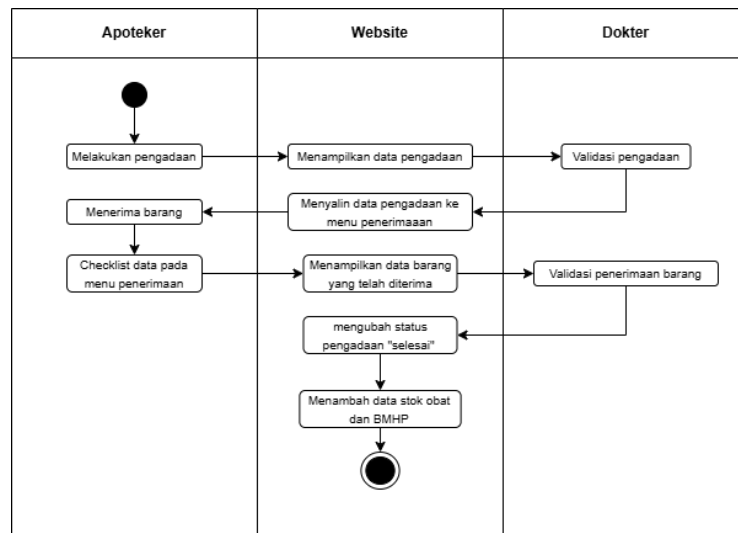 Apoteker
Website
Dokter
Melakukan pengadaan
Menampilkan data pengadaan
Validasi pengadaan
Menyalin data pengadaan ke
menu penerimaaan
Menerima barang
Checklist data pada
menu penerimaan
Menampilkan data barang
yang telah diterima
Validasi penerimaan barang
mengubah status
pengadaan "selesai"
Menambah data stok obat
dan BMHP